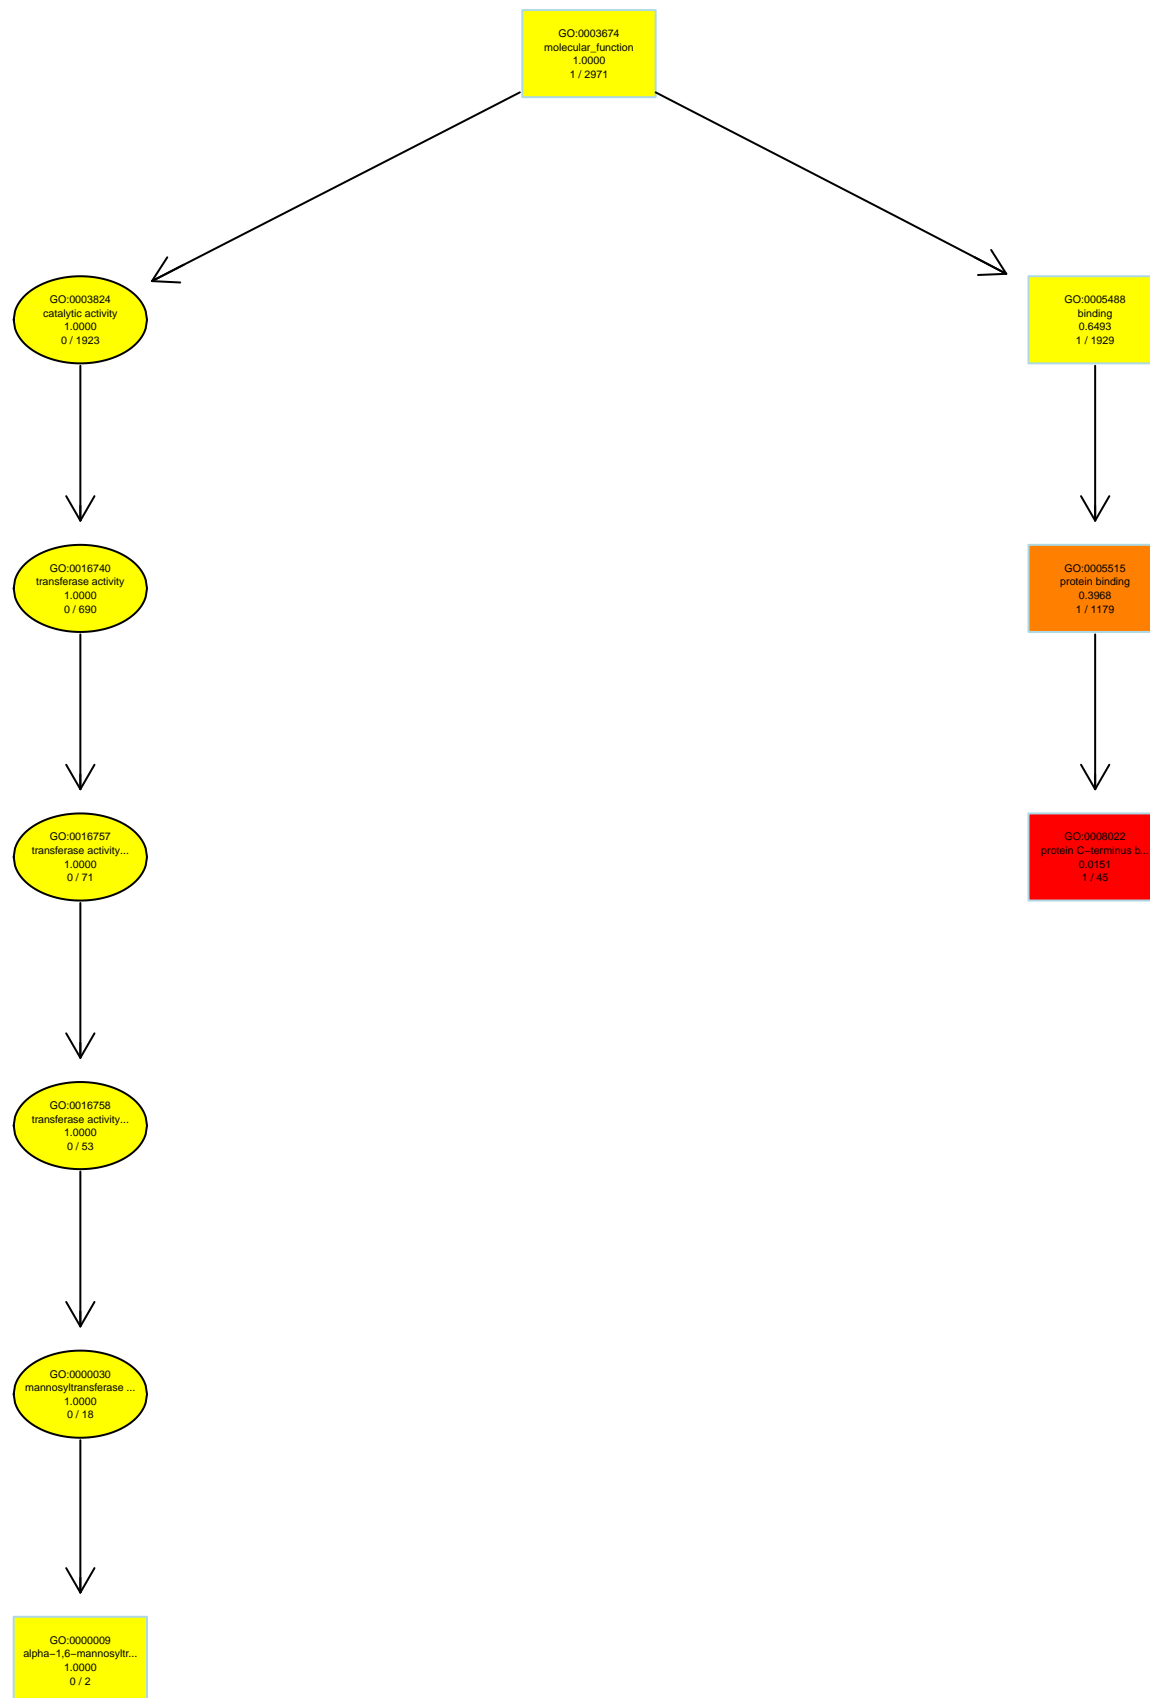 GO:0003674
molecular_function
1.0000
1 / 2971
GO:0003824
catalytic activity
1.0000
0 / 1923
GO:0005488
binding
0.6493
1 / 1929
GO:0016740
transferase activity
1.0000
0 / 690
GO:0005515
protein binding
0.3968
1 / 1179
GO:0016757
transferase activity...
1.0000
0 / 71
GO:0008022
protein C−terminus b...
0.0151
1 / 45
GO:0016758
transferase activity...
1.0000
0 / 53
GO:0000030
mannosyltransferase ...
1.0000
0 / 18
GO:0000009
alpha−1,6−mannosyltr...
1.0000
0 / 2